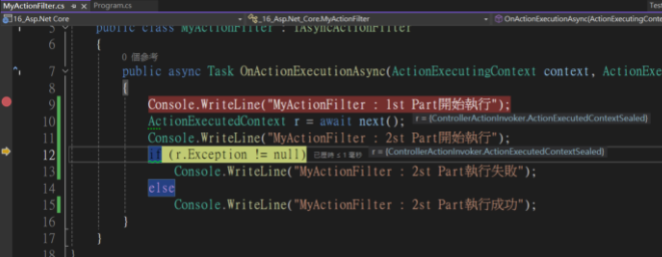 MyActionFilter.cs Program.cs Test
16_Asp.Net Core _16_Asp.Net_Core.MyActionFilter OnActionExecutionAsync(ActionExecutingContext
5 public class MyActionFilter : IAsyncActionFilter
6 {
0 個參考
7 public async Task OnActionExecutionAsync(ActionExecutingContext context, ActionExe
8 {
9 Console.WriteLine("MyActionFilter : 1st Part開始執行");
10 ActionExecutedContext r = await next(); r = {ControllerActionInvoker.ActionExecutedContextSealed}
11 Console.WriteLine("MyActionFilter : 2st Part開始執行");
12 if (r.Exception != null) 已經過 ≤ 1 毫秒 r = {ControllerActionInvoker.ActionExecutedContextSealed}
13 Console.WriteLine("MyActionFilter : 2st Part執行失敗");
14 else
15 Console.WriteLine("MyActionFilter : 2st Part執行成功");
16 }
17 }
18 }